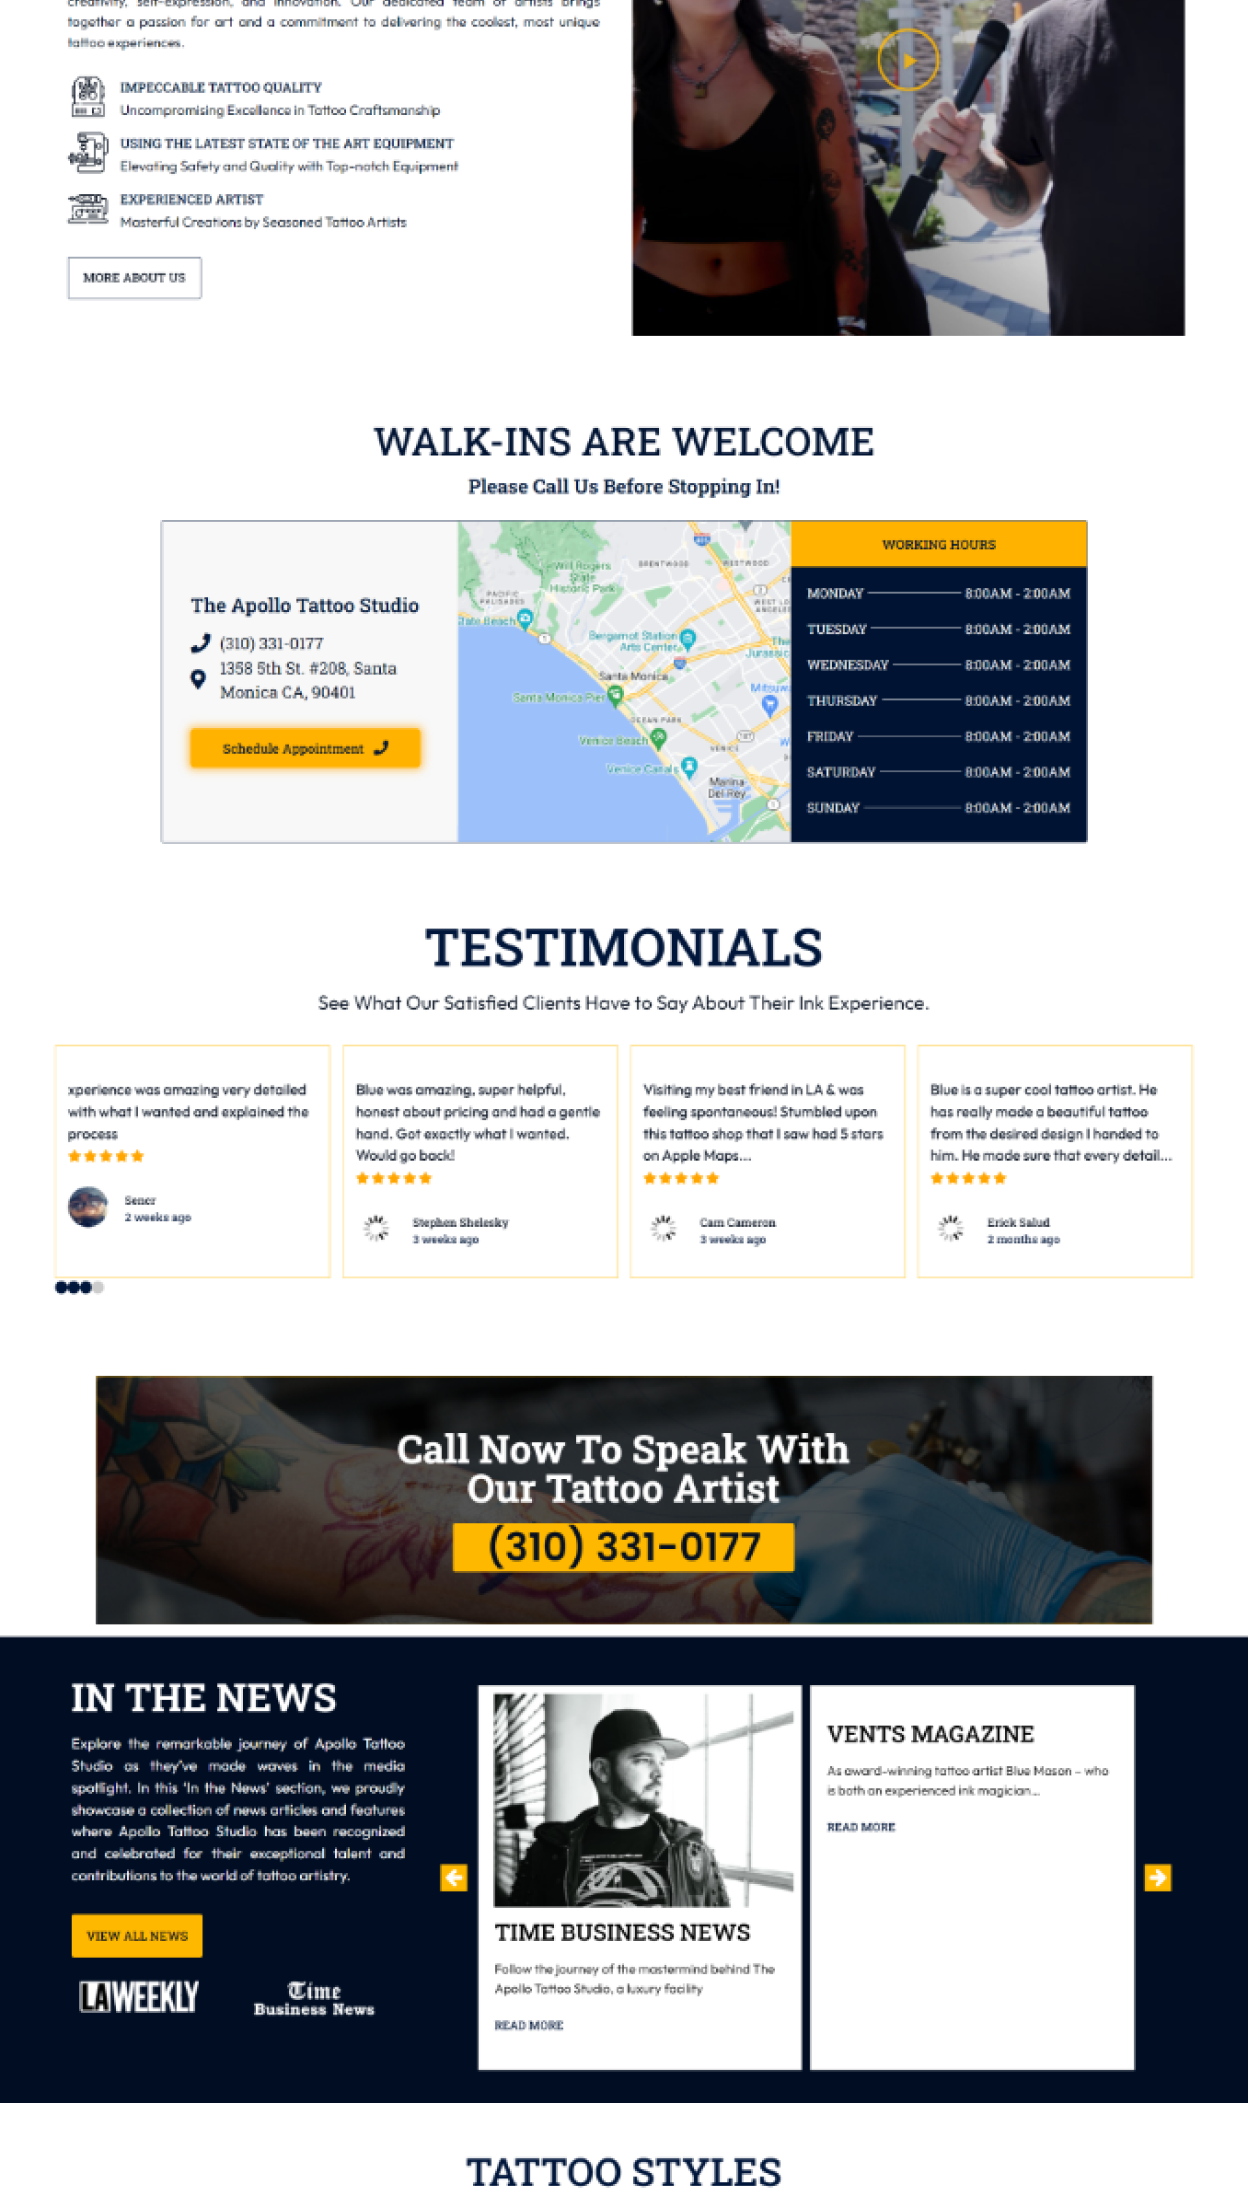 creativity, self-expression, and innovation. Our dedicated team of artists brings
together a passion for art and a commitment to delivering the coolest, most unique
tattoo experiences.
IMPECCABLE TATTOO QUALITY
Uncompromising Excellence in Tattoo Craftsmanship
USING THE LATEST STATE OF THE ART EQUIPMENT
Elevating Safety and Quality with Top-notch Equipment
EXPERIENCED ARTIST
Masterful Creations by Seasoned Tattoo Artists
MORE ABOUT US
WALK-INS ARE WELCOME
Please Call Us Before Stopping In!
The Apollo Tattoo Studio
(310) 331-0177
1358 5th St. #208, Santa
Monica CA, 90401
Schedule Appointment
Will Rogers
State
Historic Park
BRENTWOOD
WESTWOOD
PACIFIC
PALISADES
WEST LO
ANGELES
State Beach
Bergamot Station
Arts Center
The
Jurassic
Santa Monica
Mitsuw
Santa Monica Pier
OCEAN PARK
Venice Beach
VENICE
Venice Canals
Marina
Del Rey
WORKING HOURS
MONDAY 8:00AM - 2:00AM
TUESDAY 8:00AM - 2:00AM
WEDNESDAY 8:00AM - 2:00AM
THURSDAY 8:00AM - 2:00AM
FRIDAY 8:00AM - 2:00AM
SATURDAY 8:00AM - 2:00AM
SUNDAY 8:00AM - 2:00AM
TESTIMONIALS
See What Our Satisfied Clients Have to Say About Their Ink Experience.
xperience was amazing very detailed
with what I wanted and explained the
process
Sencr
2 weeks ago
Blue was amazing, super helpful,
honest about pricing and had a gentle
hand. Got exactly what I wanted.
Would go back!
Stephen Shelesky
3 weeks ago
Visiting my best friend in LA & was
feeling spontaneous! Stumbled upon
this tattoo shop that I saw had 5 stars
on Apple Maps...
Cam Cameron
3 weeks ago
Blue is a super cool tattoo artist. He
has really made a beautiful tattoo
from the desired design I handed to
him. He made sure that every detail...
Erick Salud
2 months ago
Call Now To Speak With
Our Tattoo Artist
(310) 331-0177
IN THE NEWS
Explore the remarkable journey of Apollo Tattoo
Studio as they've made waves in the media
spotlight. In this 'In the News' section, we proudly
showcase a collection of news articles and features
where Apollo Tattoo Studio has been recognized
and celebrated for their exceptional talent and
contributions to the world of tattoo artistry.
VIEW ALL NEWS
LA WEEKLY
Time
Business News
TIME BUSINESS NEWS
Follow the journey of the mastermind behind The
Apollo Tattoo Studio, a luxury facility
READ MORE
VENTS MAGAZINE
As award-winning tattoo artist Blue Mason – who
is both an experienced ink magician...
READ MORE
TATTOO STYLES